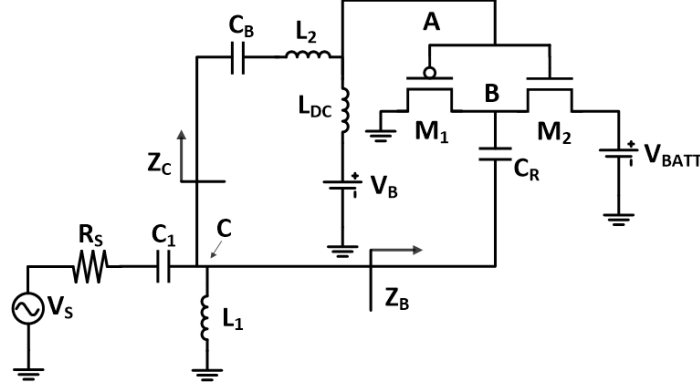 A
C_B
L_2
L_DC
B
M_1
M_2
V_BATT
C_R
Z_C
V_B
R_S
C_1
C
V_S
L_1
Z_B